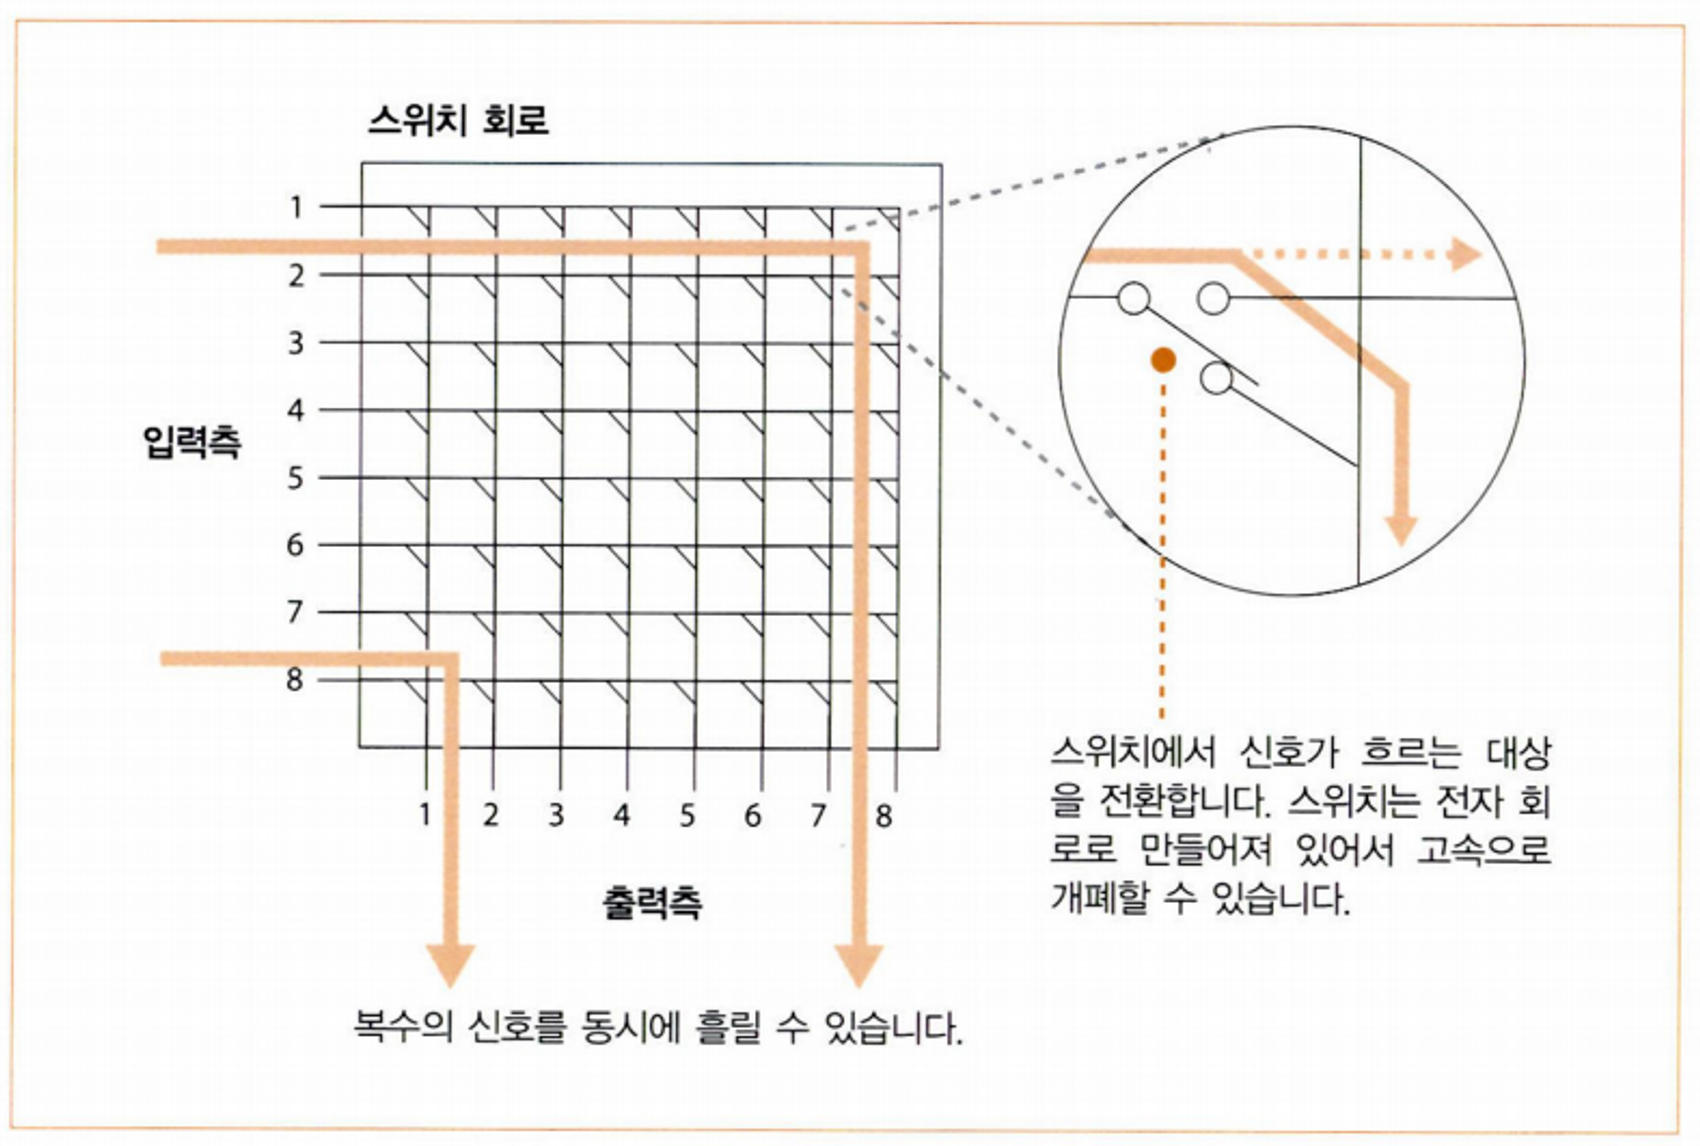 스위치 회로
1
2
3
4
5
6
7
8
입력측
1 2 3 4 5 6 7 8
출력측
복수의 신호를 동시에 흘릴 수 있습니다.
스위치에서 신호가 흐르는 대상
을 전환합니다. 스위치는 전자 회
로로 만들어져 있어서 고속으로
개폐할 수 있습니다.